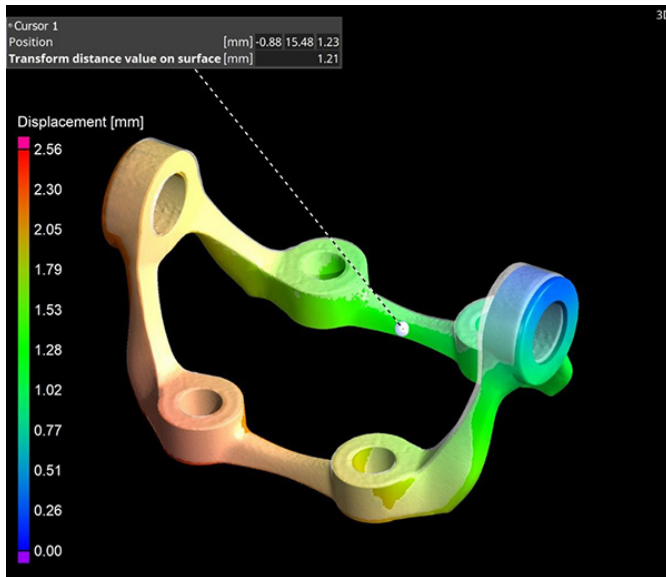 3D
Cursor 1
Position [mm] -0.88 15.48 1.23
Transform distance value on surface [mm] 1.21
Displacement [mm]
2.56
2.30
2.05
1.79
1.53
1.28
1.02
0.77
0.51
0.26
0.00